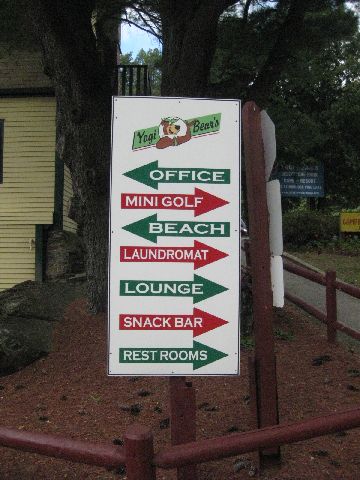 Yogi Bear's
OFFICE
MINI GOLF
BEACH
LAUNDROMAT
LOUNGE
SNACK BAR
REST ROOMS